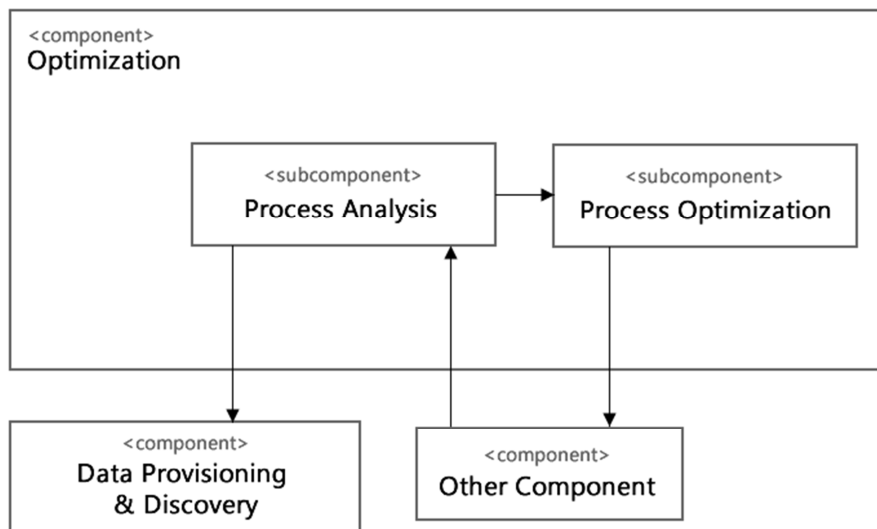 <component>
Optimization
<subcomponent>
Process Analysis
<subcomponent>
Process Optimization
<component>
Data Provisioning
& Discovery
<component>
Other Component